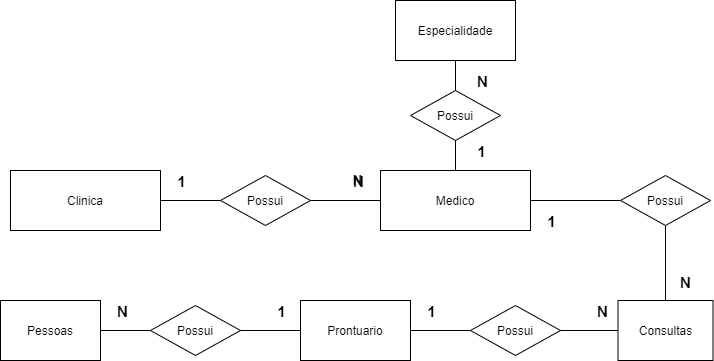 Especialidade
N
Possui
1
Clinica
1
Possui
N
Medico
1
Possui
N
Pessoas
N
Possui
1
Prontuario
1
Possui
N
Consultas